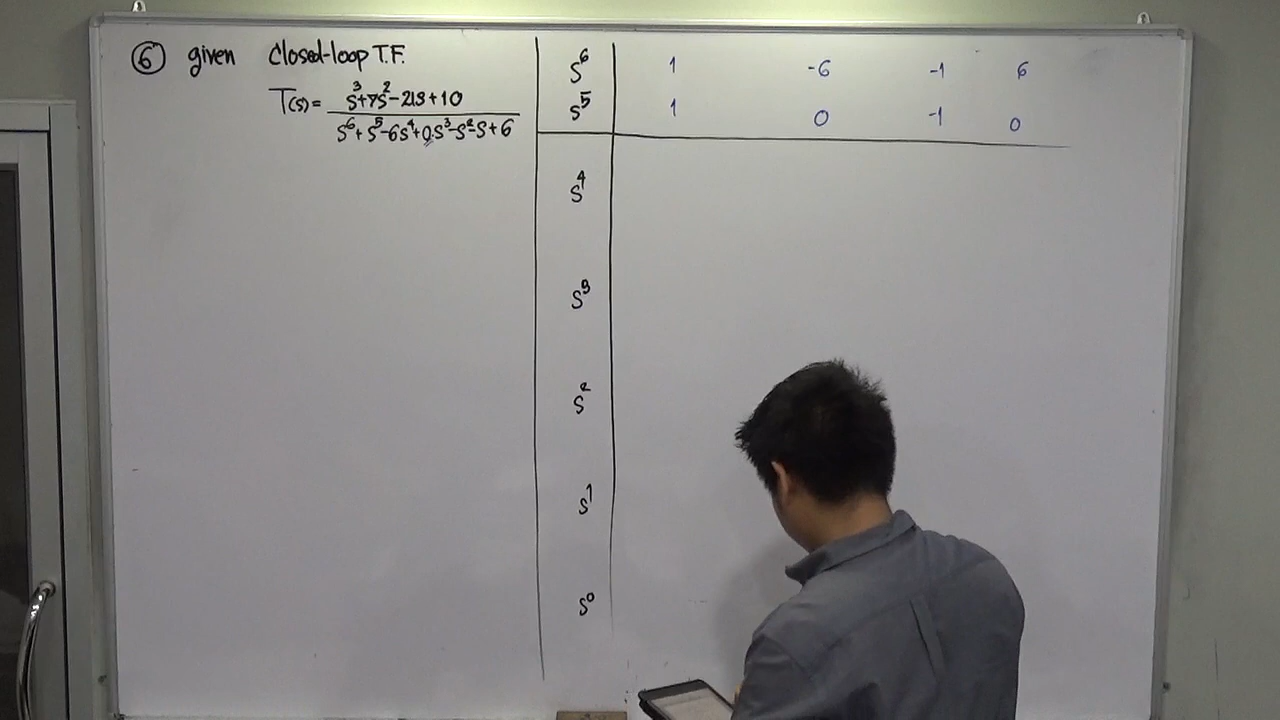 ⑥ given Closed-loop T.F.
T(s) = s³+7s²-21s+10
s⁶+s⁵-6s⁴+0s³-s²-s+6
s⁶ 1 -6 -1 6
s⁵ 1 0 -1 0
s⁴
s³
s²
s¹
s⁰